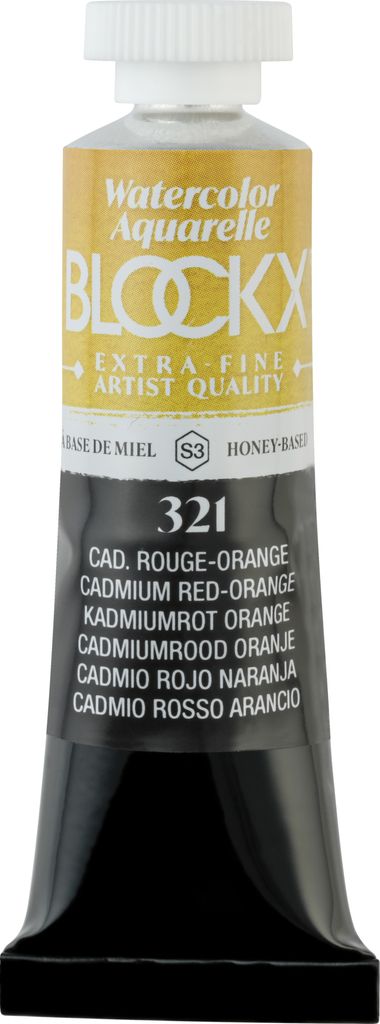 Watercolor
Aquarelle
BLOCKX
EXTRA-FINE
ARTIST QUALITY
À BASE DE MIEL S3 HONEY-BASED
321
CAD. ROUGE-ORANGE
CADMIUM RED-ORANGE
KADMIUMROT ORANGE
CADMIUMROOD ORANJE
CADMIO ROJO NARANJA
CADMIO ROSSO ARANCIO